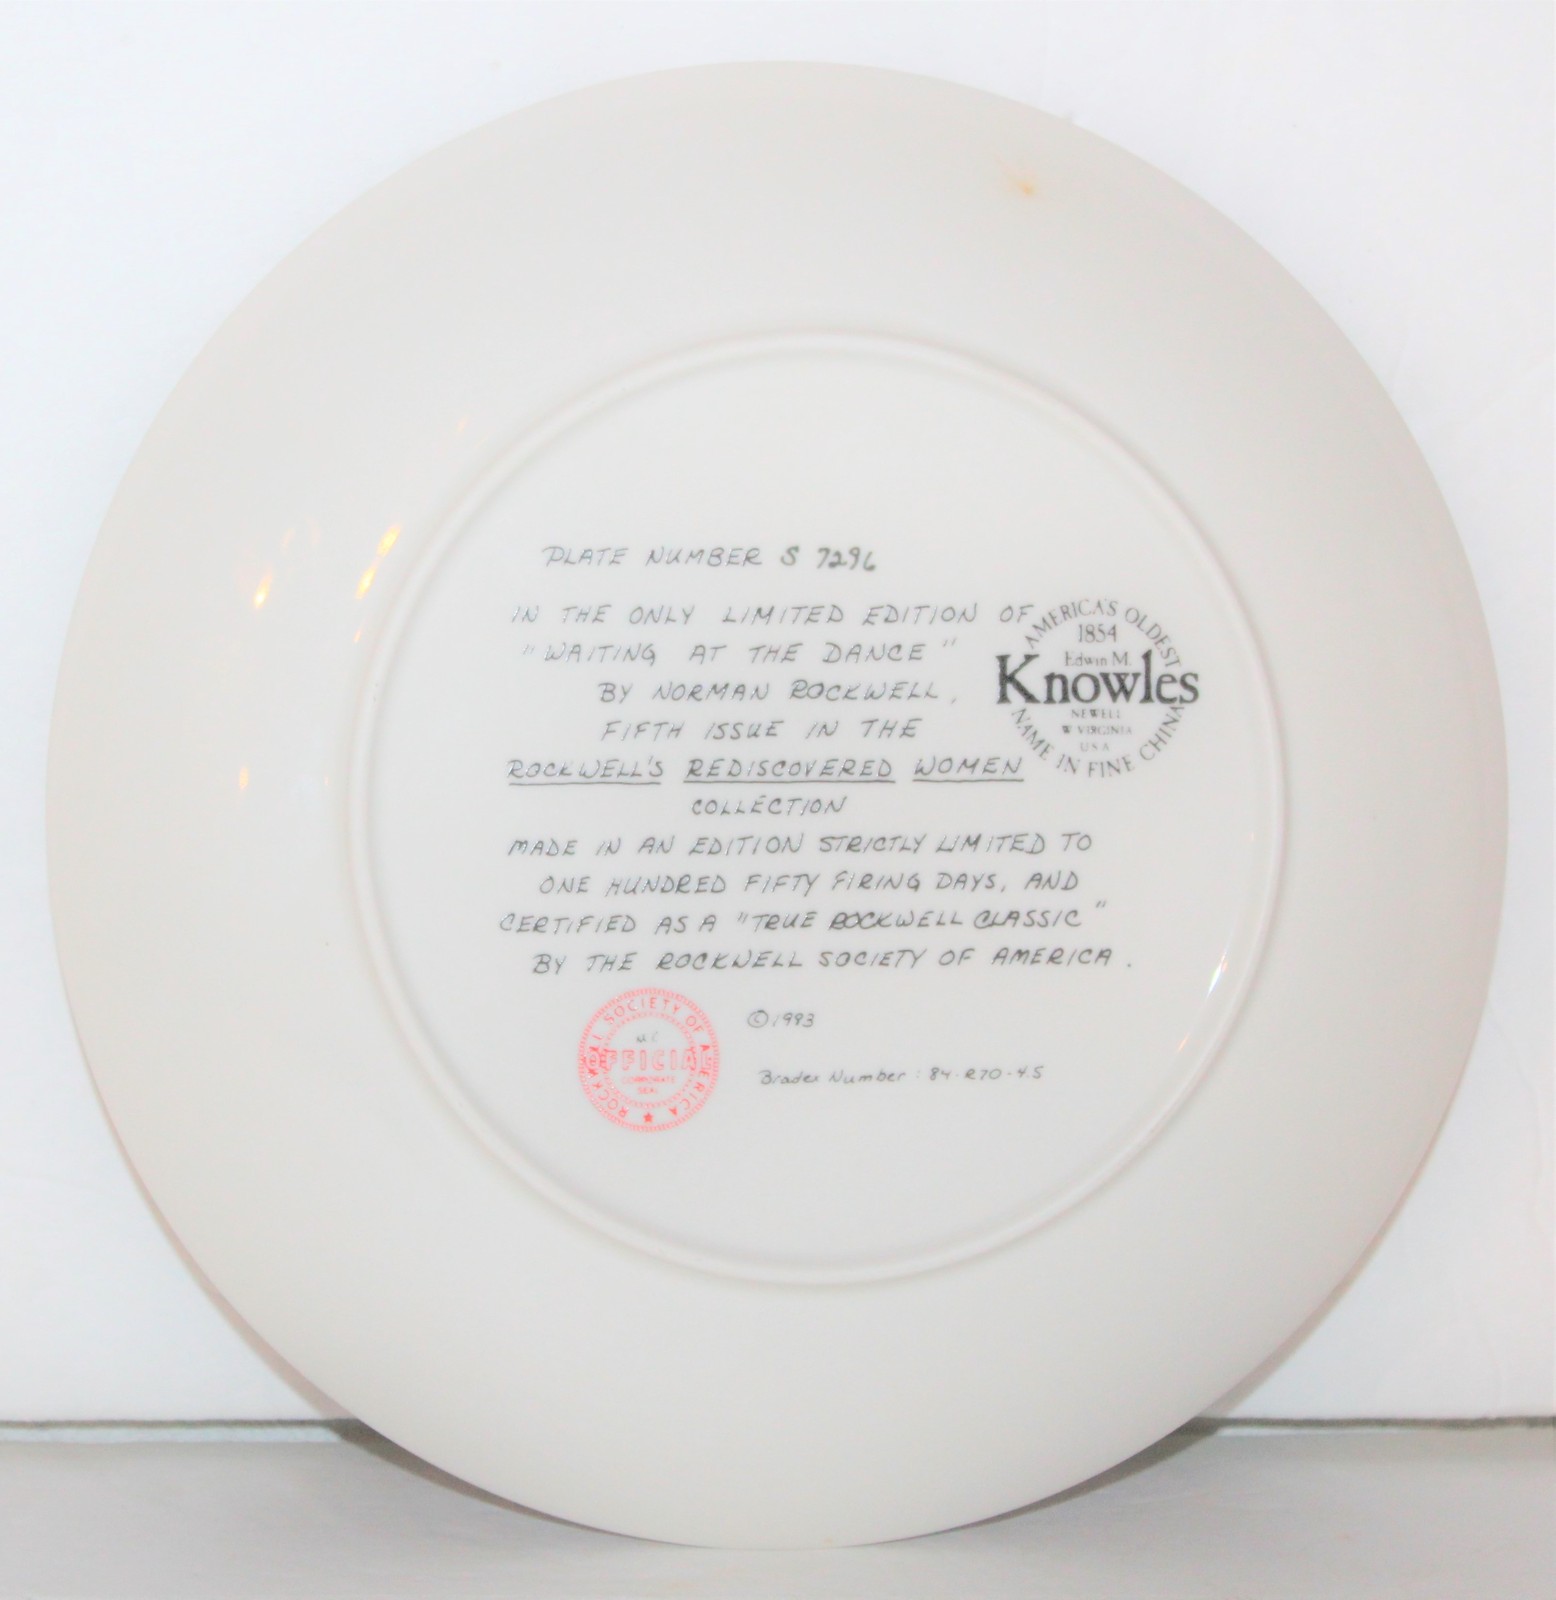 PLATE NUMBER S 7296
IN THE ONLY LIMITED EDITION OF
"WAITING AT THE DANCE"
BY NORMAN ROCKWELL,
FIFTH ISSUE IN THE
ROCKWELL'S REDISCOVERED WOMEN
COLLECTION
MADE IN AN EDITION STRICTLY LIMITED TO
ONE HUNDRED FIFTY FIRING DAYS, AND
CERTIFIED AS A "TRUE ROCKWELL CLASSIC"
BY THE ROCKWELL SOCIETY OF AMERICA.
AMERICA'S OLDEST
1854
Edwin M.
Knowles
NEWELL
W VIRGINIA
USA
NAME IN FINE CHINA
ROCKWELL SOCIETY OF AMERICA
OFFICIAL
CORPORATE
SEAL
©1983
Bradex Number: 84-R70-4.5